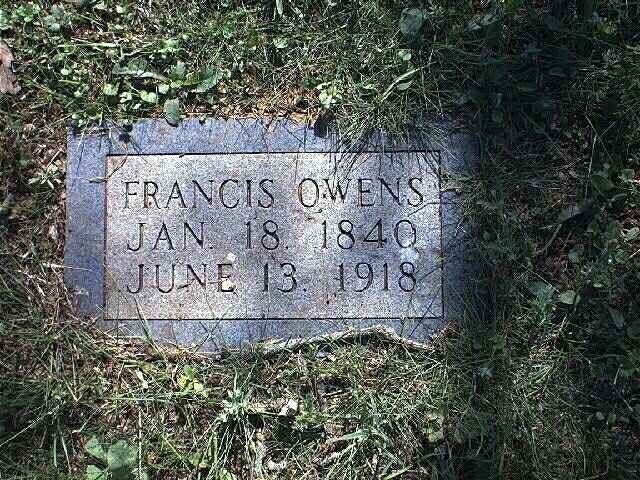 FRANCIS OWENS
JAN. 18. 1840
JUNE 13. 1918